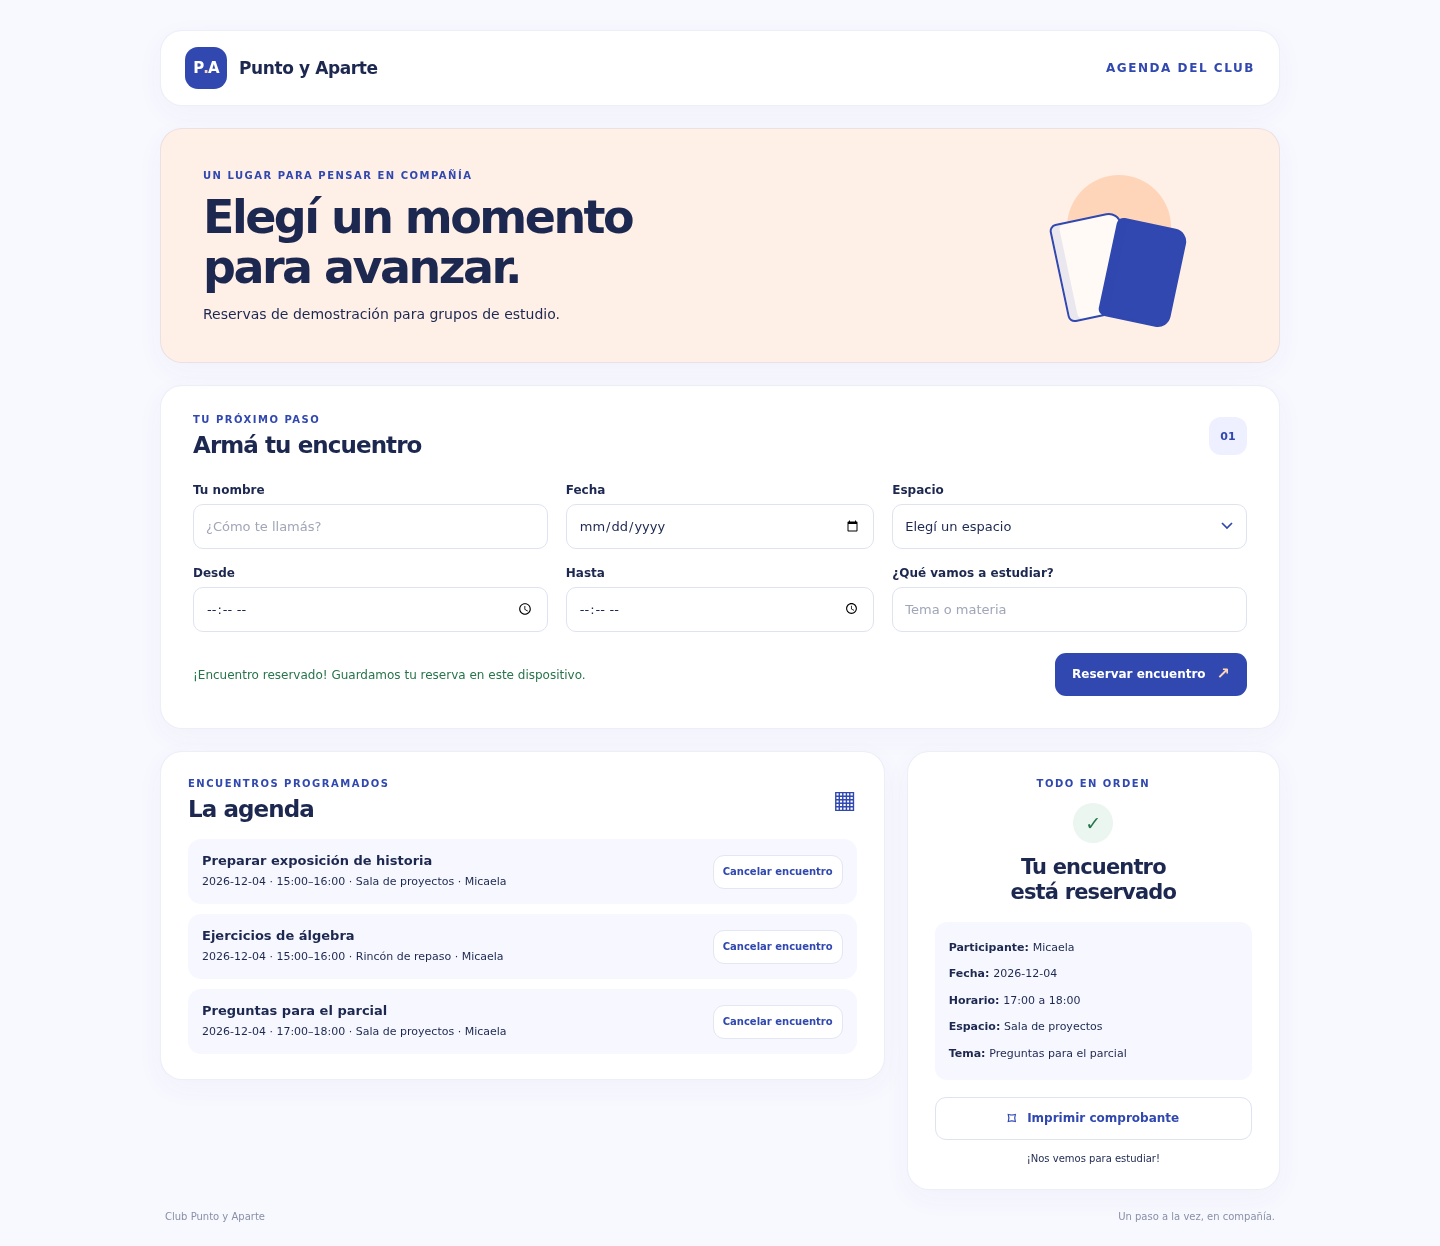 P.A Punto y Aparte
AGENDA DEL CLUB
UN LUGAR PARA PENSAR EN COMPAÑÍA
Elegí un momento
para avanzar.
Reservas de demostración para grupos de estudio.
TU PRÓXIMO PASO
Armá tu encuentro
01
Tu nombre
¿Cómo te llamás?
Fecha
mm/dd/yyyy
Espacio
Elegí un espacio
Desde
--:-- --
Hasta
--:-- --
¿Qué vamos a estudiar?
Tema o materia
¡Encuentro reservado! Guardamos tu reserva en este dispositivo.
Reservar encuentro ↗
ENCUENTROS PROGRAMADOS
La agenda
Preparar exposición de historia
2026-12-04 · 15:00–16:00 · Sala de proyectos · Micaela
Cancelar encuentro
Ejercicios de álgebra
2026-12-04 · 15:00–16:00 · Rincón de repaso · Micaela
Cancelar encuentro
Preguntas para el parcial
2026-12-04 · 17:00–18:00 · Sala de proyectos · Micaela
Cancelar encuentro
TODO EN ORDEN
✓
Tu encuentro
está reservado
Participante: Micaela
Fecha: 2026-12-04
Horario: 17:00 a 18:00
Espacio: Sala de proyectos
Tema: Preguntas para el parcial
Imprimir comprobante
¡Nos vemos para estudiar!
Club Punto y Aparte
Un paso a la vez, en compañía.